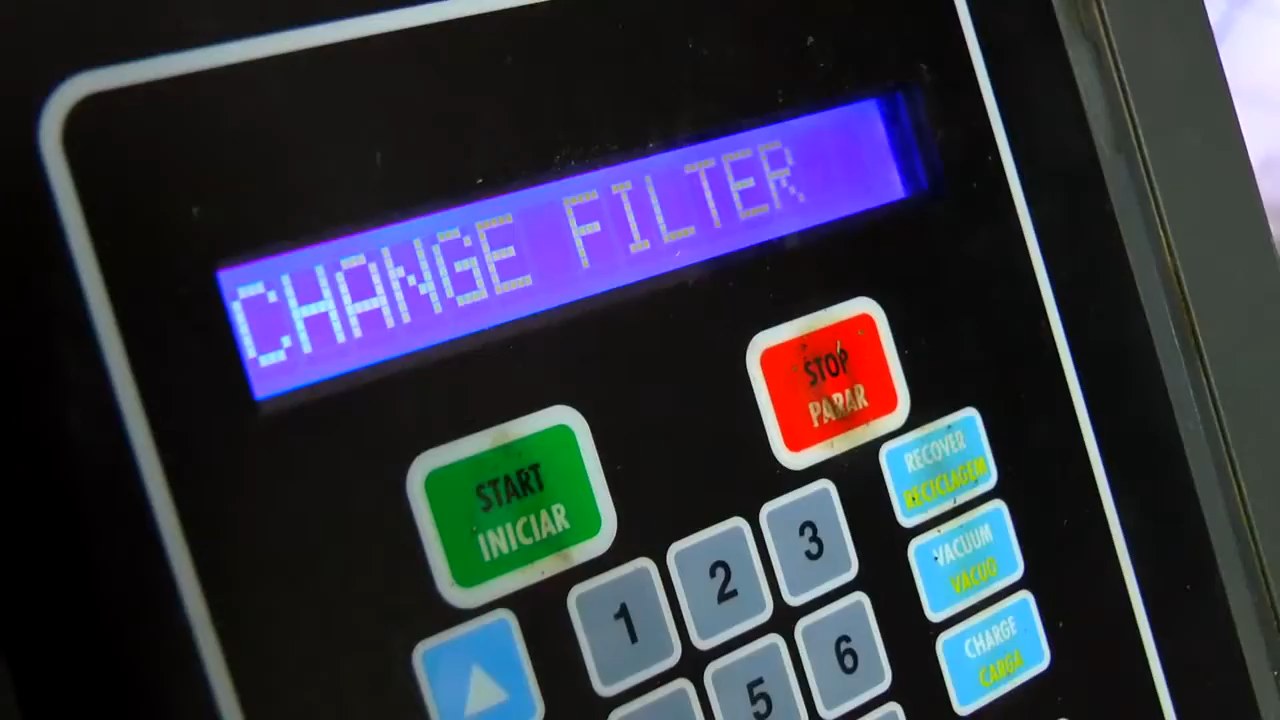 CHANGE FILTER
STOP
PARAR
START
INICIAR
RECOVER
RECICLAGEM
VACUUM
VACUO
CHARGE
CARGA
1
2
3
5
6